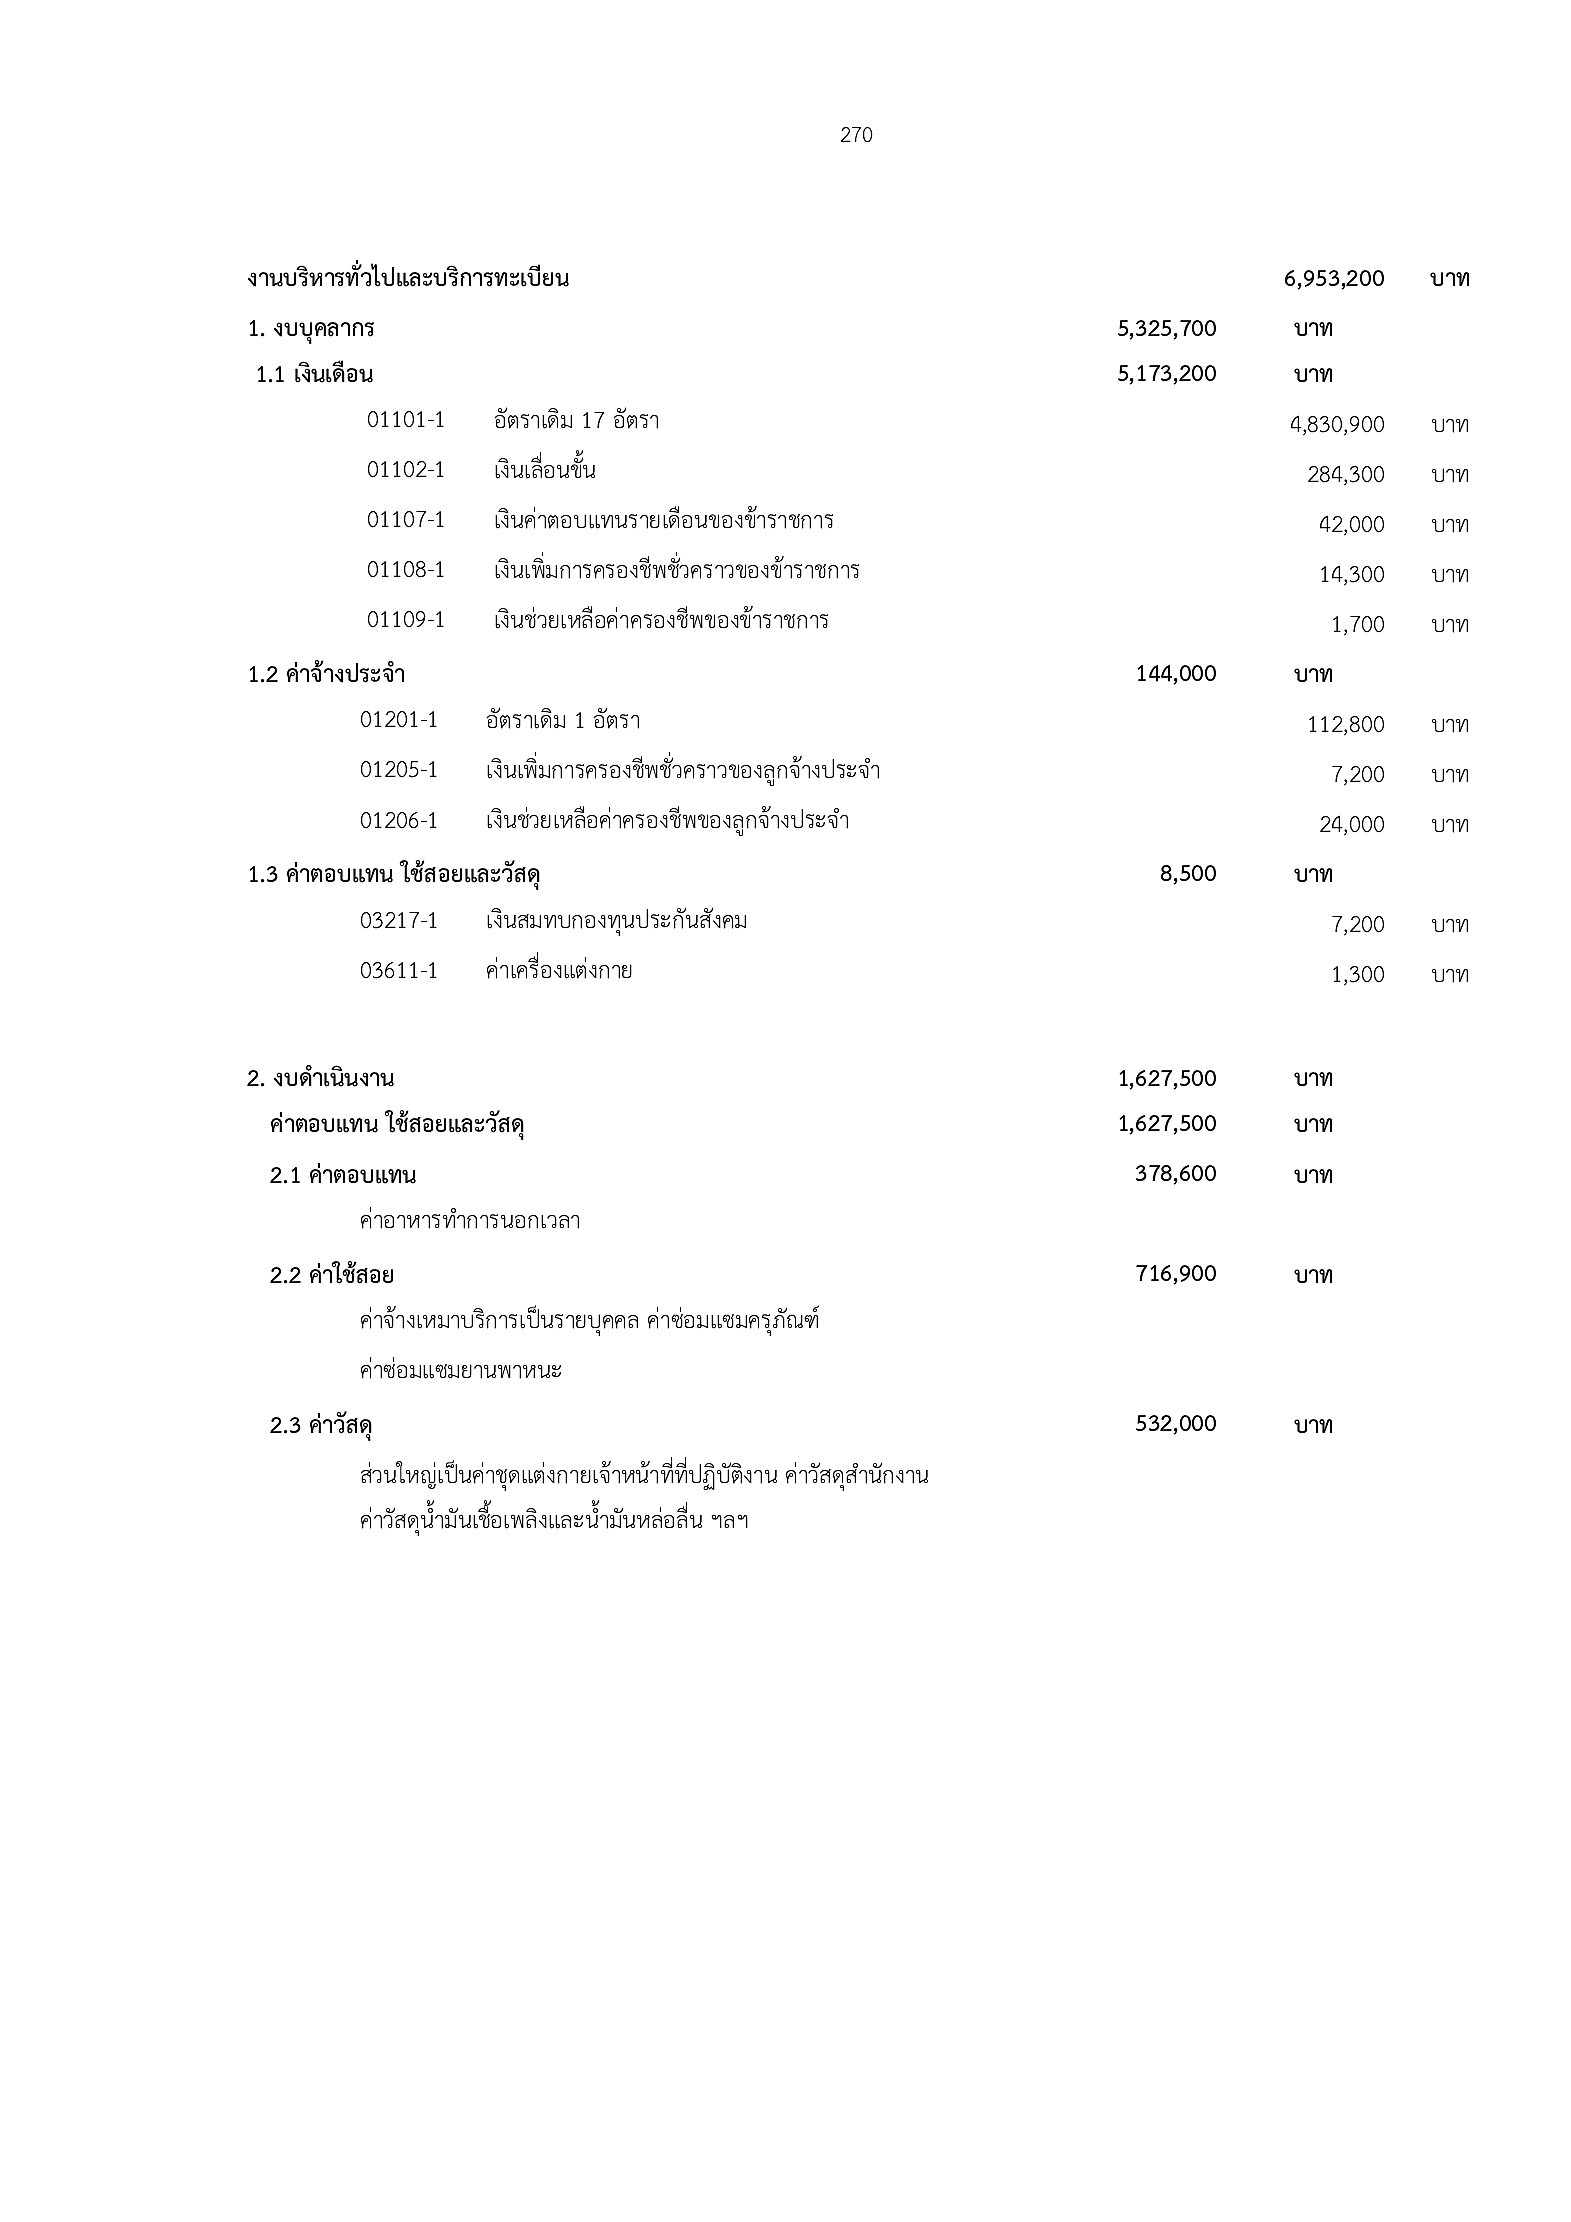 270
งานบริหารทั่วไปและบริการทะเบียน 6,953,200 บาท
1. งบบุคลากร 5,325,700 บาท
1.1 เงินเดือน 5,173,200 บาท
01101-1 อัตราเดิม 17 อัตรา 4,830,900 บาท
01102-1 เงินเลื่อนขั้น 284,300 บาท
01107-1 เงินค่าตอบแทนรายเดือนของข้าราชการ 42,000 บาท
01108-1 เงินเพิ่มการครองชีพชั่วคราวของข้าราชการ 14,300 บาท
01109-1 เงินช่วยเหลือค่าครองชีพของข้าราชการ 1,700 บาท
1.2 ค่าจ้างประจำ 144,000 บาท
01201-1 อัตราเดิม 1 อัตรา 112,800 บาท
01205-1 เงินเพิ่มการครองชีพชั่วคราวของลูกจ้างประจำ 7,200 บาท
01206-1 เงินช่วยเหลือค่าครองชีพของลูกจ้างประจำ 24,000 บาท
1.3 ค่าตอบแทน ใช้สอยและวัสดุ 8,500 บาท
03217-1 เงินสมทบกองทุนประกันสังคม 7,200 บาท
03611-1 ค่าเครื่องแต่งกาย 1,300 บาท
2. งบดำเนินงาน 1,627,500 บาท
ค่าตอบแทน ใช้สอยและวัสดุ 1,627,500 บาท
2.1 ค่าตอบแทน 378,600 บาท
ค่าอาหารทำการนอกเวลา
2.2 ค่าใช้สอย 716,900 บาท
ค่าจ้างเหมาบริการเป็นรายบุคคล ค่าซ่อมแซมครุภัณฑ์
ค่าซ่อมแซมยานพาหนะ
2.3 ค่าวัสดุ 532,000 บาท
ส่วนใหญ่เป็นค่าชุดแต่งกายเจ้าหน้าที่ที่ปฏิบัติงาน ค่าวัสดุสำนักงาน
ค่าวัสดุน้ำมันเชื้อเพลิงและน้ำมันหล่อลื่น ฯลฯ